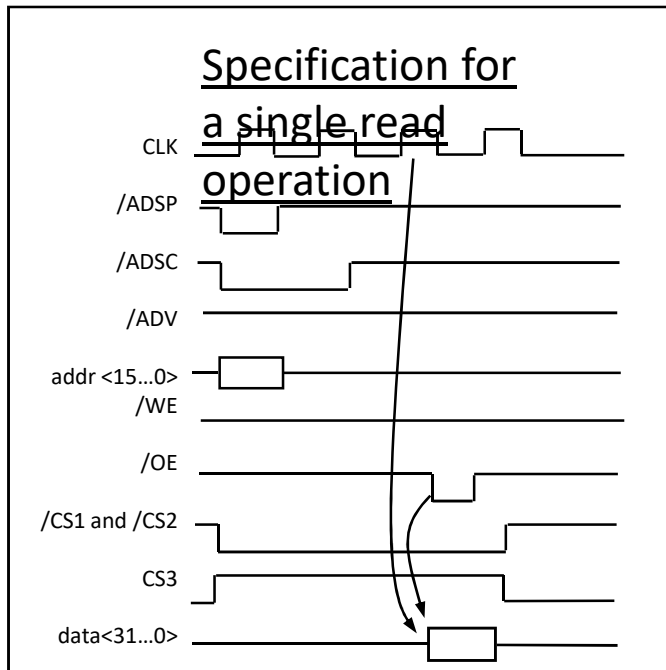 Specification for
a single read
operation
CLK
/ADSP
/ADSC
/ADV
addr <15...0>
/WE
/OE
/CS1 and /CS2
CS3
data<31...0>